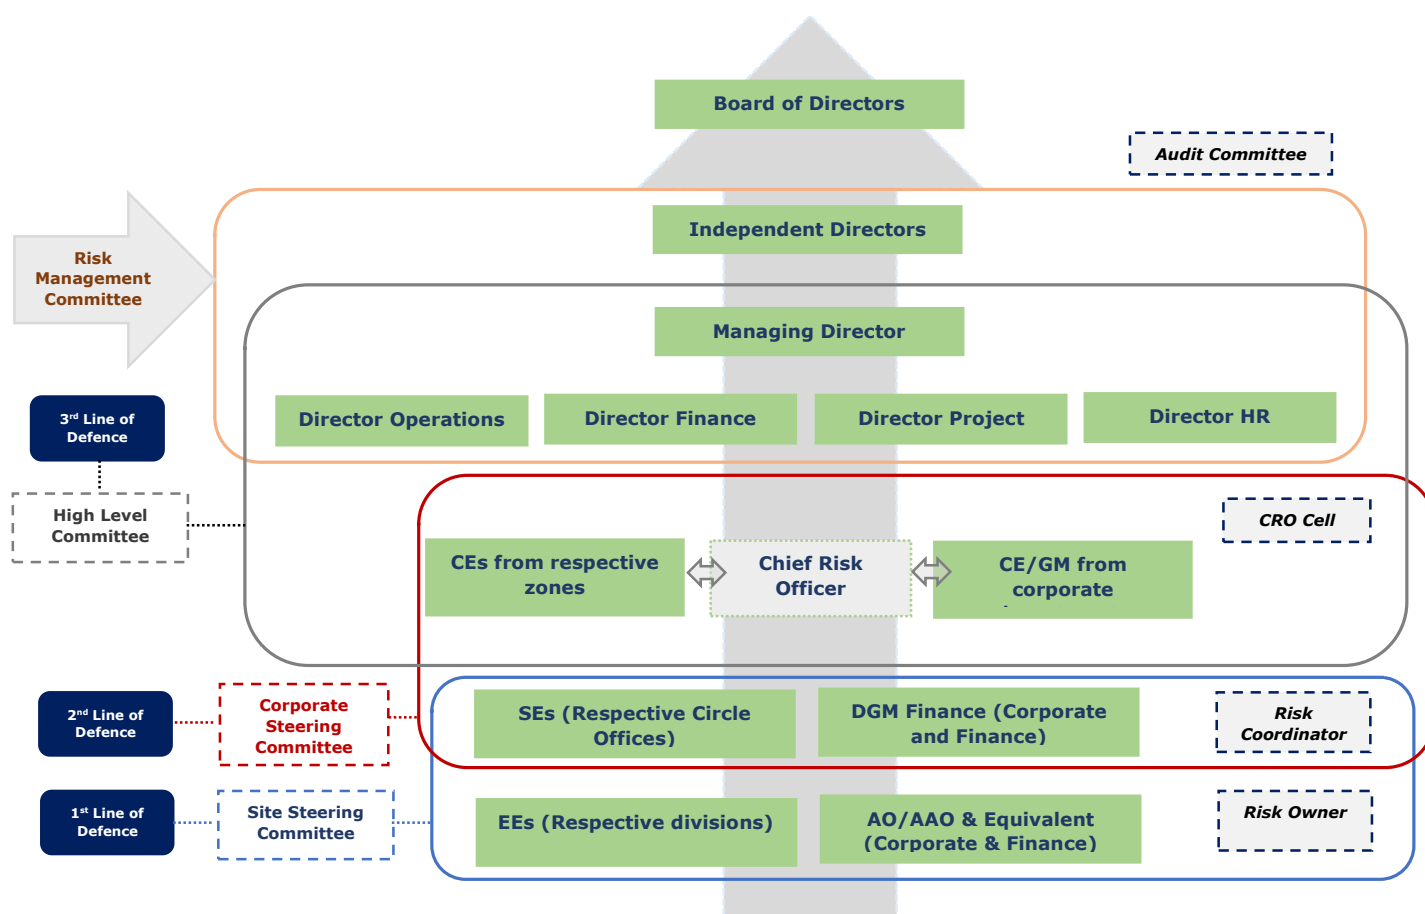 Board of Directors
Audit Committee
Independent Directors
Risk
Management
Committee
Managing Director
3rd Line of
Defence
Director Operations
Director Finance
Director Project
Director HR
High Level
Committee
CRO Cell
CEs from respective
zones
Chief Risk
Officer
CE/GM from
corporate
2nd Line of
Defence
Corporate
Steering
Committee
SEs (Respective Circle
Offices)
DGM Finance (Corporate
and Finance)
Risk
Coordinator
1st Line of
Defence
Site Steering
Committee
EEs (Respective divisions)
AO/AAO & Equivalent
(Corporate & Finance)
Risk Owner